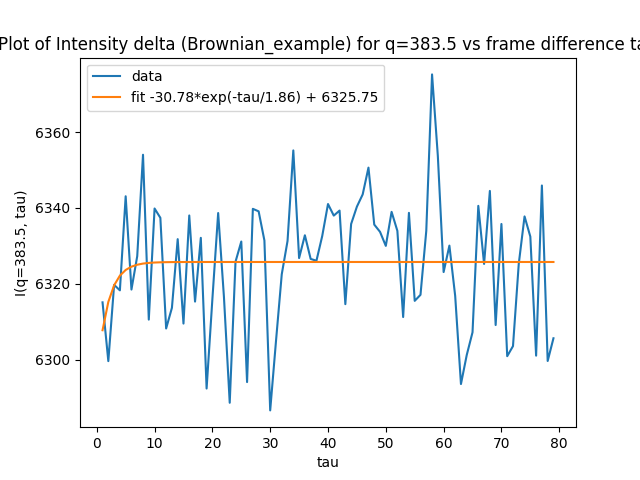 Plot of Intensity delta (Brownian_example) for q=383.5 vs frame difference ta
data
fit -30.78*exp(-tau/1.86) + 6325.75
I(q=383.5, tau)
6360
6340
6320
6300
0 10 20 30 40 50 60 70 80
tau